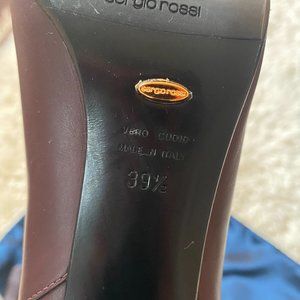 sergio rossi
sergio rossi
VERO CUOIO
MADE IN ITALY
39½